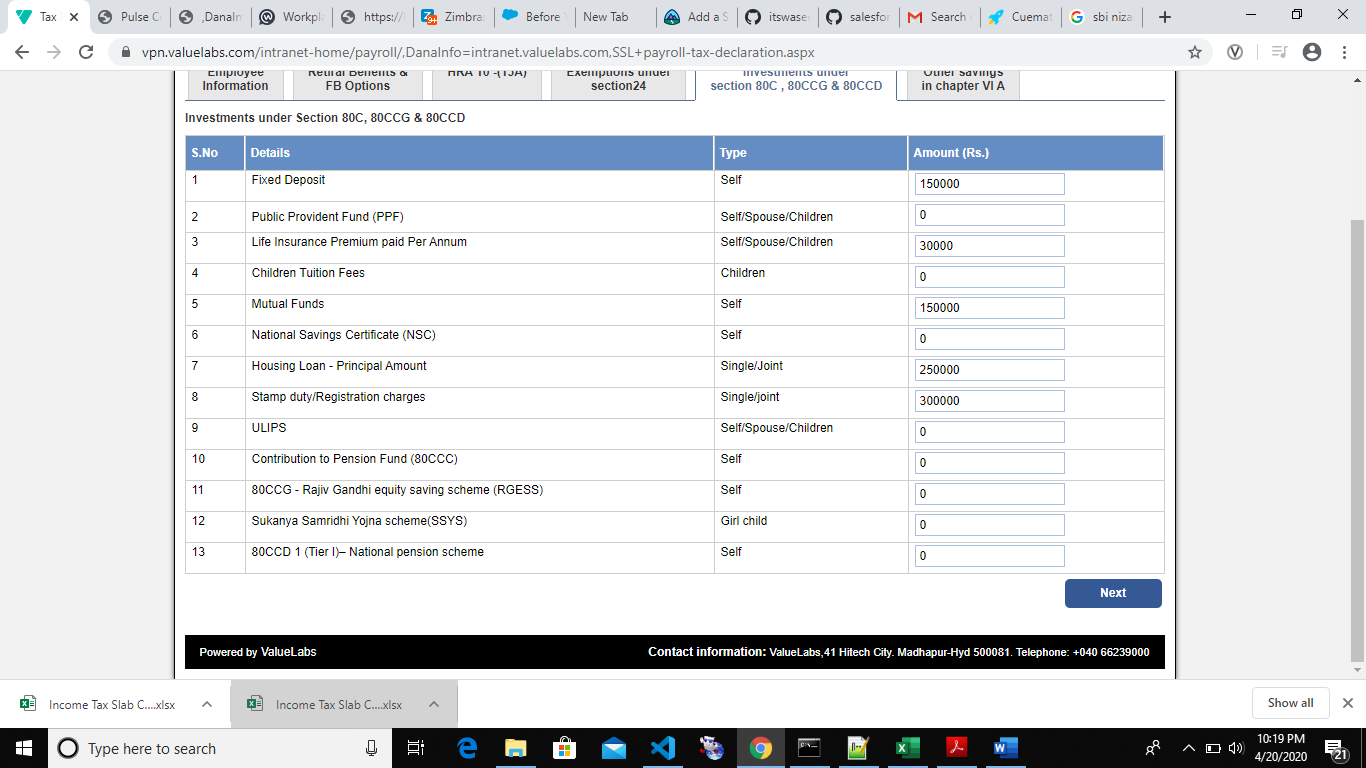 Tax
Pulse C
,DanaIn
Workpla
https://
Zimbra:
Before
New Tab
Add a S
itswase
salesfor
Search
Cuemat
sbi niza
vpn.valuelabs.com/intranet-home/payroll/,DanaInfo=intranet.valuelabs.com,SSL+payroll-tax-declaration.aspx
Employee Information
Retiral Benefits & FB Options
HRA 10 -(13A)
Exemptions under section24
Investments under section 80C , 80CCG & 80CCD
Other savings in chapter VI A
Investments under Section 80C, 80CCG & 80CCD
S.No Details Type Amount (Rs.)
1 Fixed Deposit Self 150000
2 Public Provident Fund (PPF) Self/Spouse/Children 0
3 Life Insurance Premium paid Per Annum Self/Spouse/Children 30000
4 Children Tuition Fees Children 0
5 Mutual Funds Self 150000
6 National Savings Certificate (NSC) Self 0
7 Housing Loan - Principal Amount Single/Joint 250000
8 Stamp duty/Registration charges Single/joint 300000
9 ULIPS Self/Spouse/Children 0
10 Contribution to Pension Fund (80CCC) Self 0
11 80CCG - Rajiv Gandhi equity saving scheme (RGESS) Self 0
12 Sukanya Samridhi Yojna scheme(SSYS) Girl child 0
13 80CCD 1 (Tier I)– National pension scheme Self 0
Next
Powered by ValueLabs Contact information: ValueLabs,41 Hitech City. Madhapur-Hyd 500081. Telephone: +040 66239000
Income Tax Slab C....xlsx
Income Tax Slab C....xlsx
Show all
Type here to search
10:19 PM
4/20/2020
21